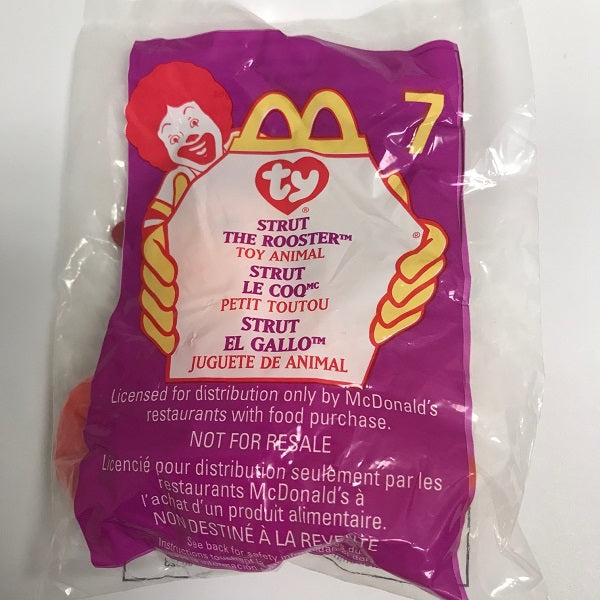 7
ty
®
STRUT
THE ROOSTER™
TOY ANIMAL
®
STRUT
LE COQMC
PETIT TOUTOU
STRUT
EL GALLO™
JUGUETE DE ANIMAL
Licensed for distribution only by McDonald's
restaurants with food purchase.
NOT FOR RESALE
Licencié pour distribution seulement par les
restaurants McDonald's à
l'achat d'un produit alimentaire.
NON DESTINÉ À LA REVENTE
See back for safety
Instructions